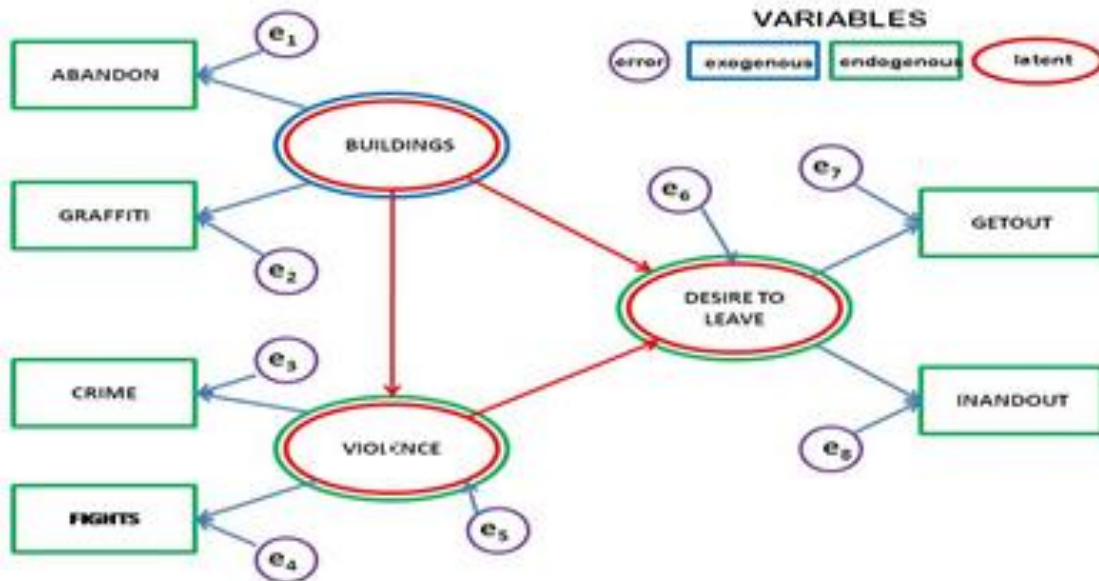 VARIABLES
error exogenous endogenous latent
e1
ABANDON
BUILDINGS
GRAFFITI
e2
e6
e7
GETOUT
DESIRE TO
LEAVE
e3
CRIME
VIOLENCE
INANDOUT
e8
FIGHTS
e5
e4